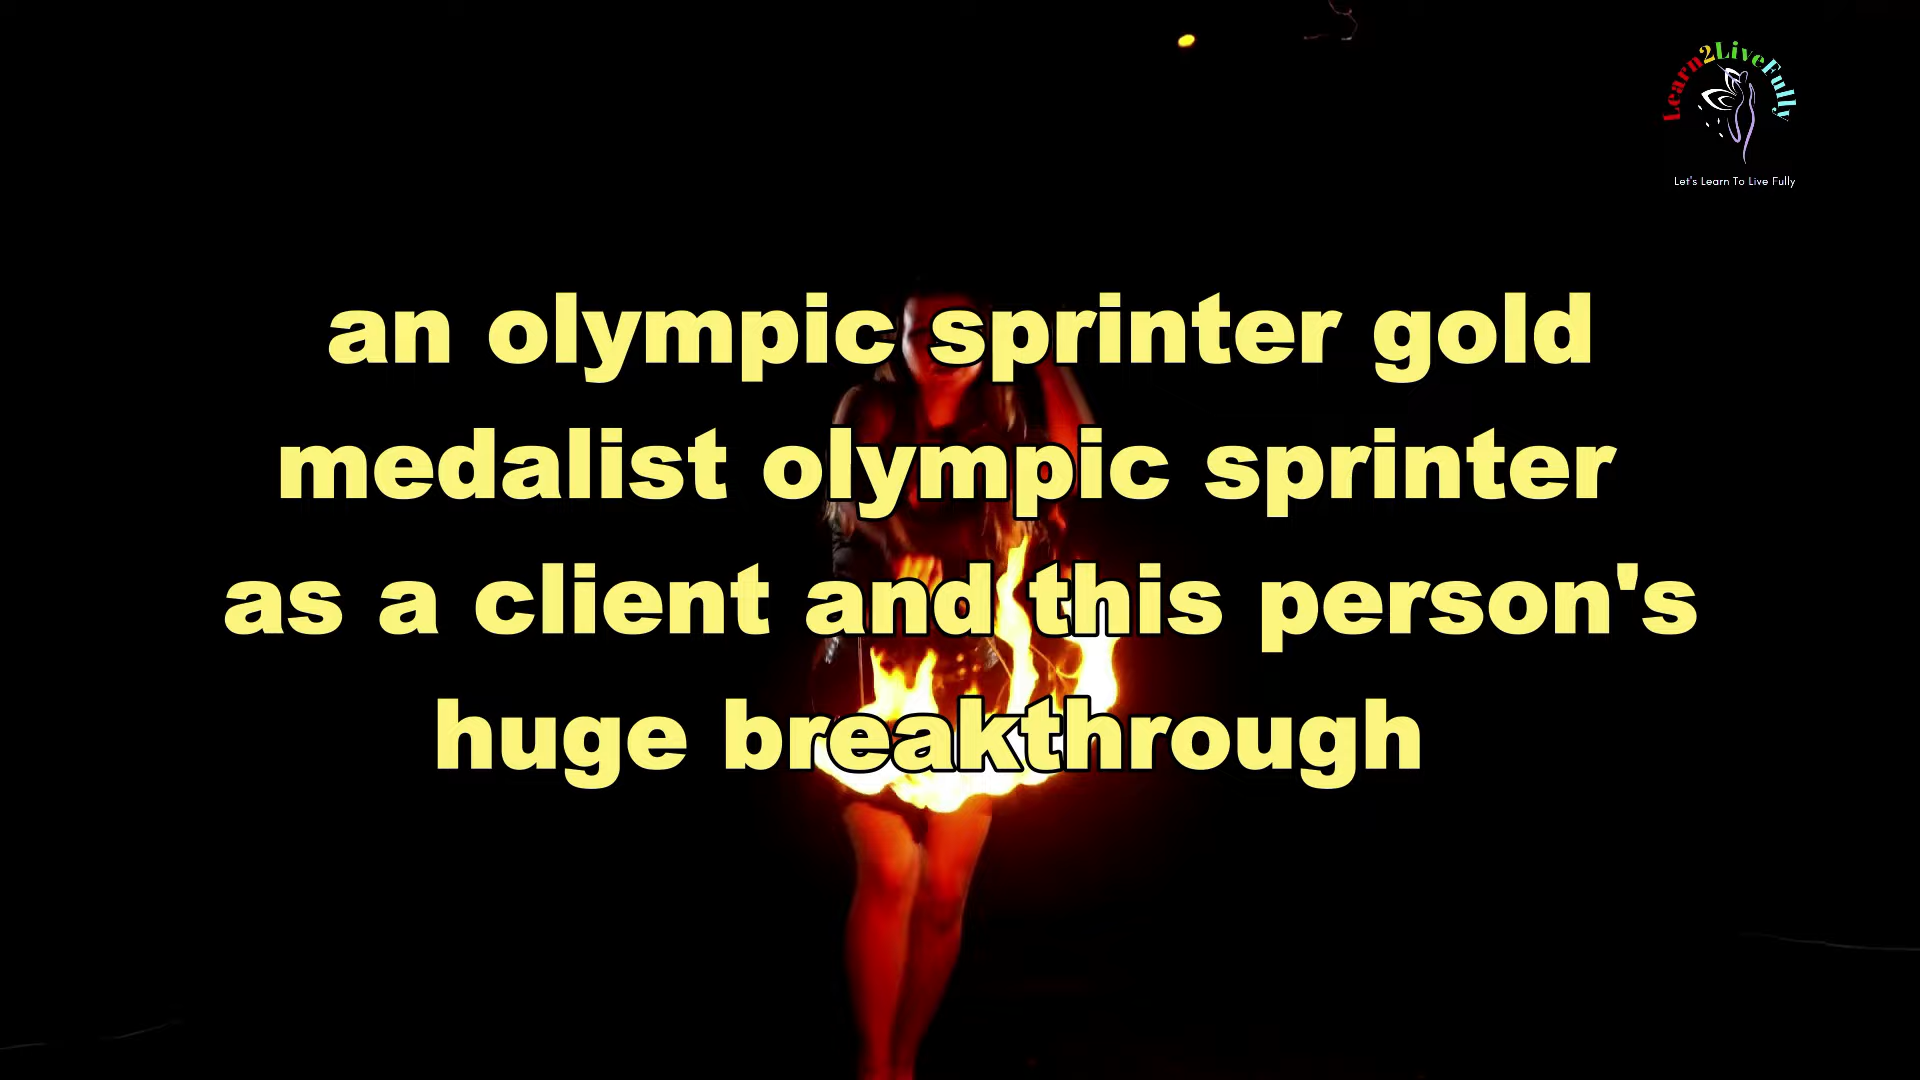 Learn2LiveFully
Let's Learn To Live Fully
an olympic sprinter gold
medalist olympic sprinter
as a client and this person's
huge breakthrough